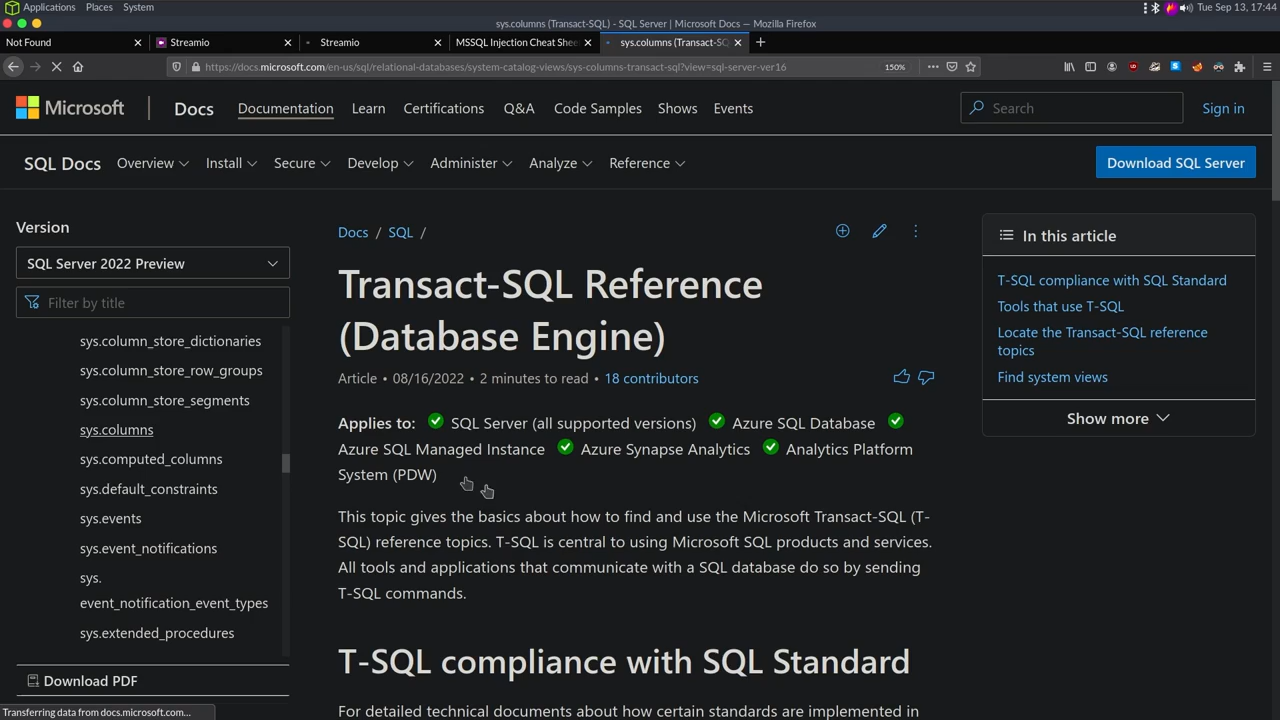 Applications Places System
Tue Sep 13, 17:44
sys.columns (Transact-SQL) - SQL Server | Microsoft Docs — Mozilla Firefox
Not Found
Streamio
Streamio
MSSQL Injection Cheat Shee
sys.columns (Transact-SQ
https://docs.microsoft.com/en-us/sql/relational-databases/system-catalog-views/sys-columns-transact-sql?view=sql-server-ver16
150%
Microsoft
Docs
Documentation
Learn
Certifications
Q&A
Code Samples
Shows
Events
Search
Sign in
SQL Docs
Overview
Install
Secure
Develop
Administer
Analyze
Reference
Download SQL Server
Version
SQL Server 2022 Preview
Filter by title
sys.column_store_dictionaries
sys.column_store_row_groups
sys.column_store_segments
sys.columns
sys.computed_columns
sys.default_constraints
sys.events
sys.event_notifications
sys.
event_notification_event_types
sys.extended_procedures
Download PDF
Docs / SQL /
Transact-SQL Reference
(Database Engine)
Article • 08/16/2022 • 2 minutes to read • 18 contributors
Applies to: SQL Server (all supported versions) Azure SQL Database
Azure SQL Managed Instance Azure Synapse Analytics Analytics Platform
System (PDW)
This topic gives the basics about how to find and use the Microsoft Transact-SQL (T-
SQL) reference topics. T-SQL is central to using Microsoft SQL products and services.
All tools and applications that communicate with a SQL database do so by sending
T-SQL commands.
T-SQL compliance with SQL Standard
For detailed technical documents about how certain standards are implemented in
In this article
T-SQL compliance with SQL Standard
Tools that use T-SQL
Locate the Transact-SQL reference
topics
Find system views
Show more
Transferring data from docs.microsoft.com...